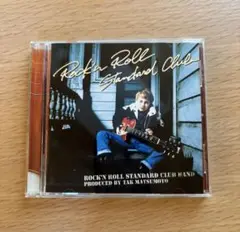 Rock'n Roll
Standard Club
ROCK'N ROLL STANDARD CLUB BAND
PRODUCED BY TAK MATSUMOTO